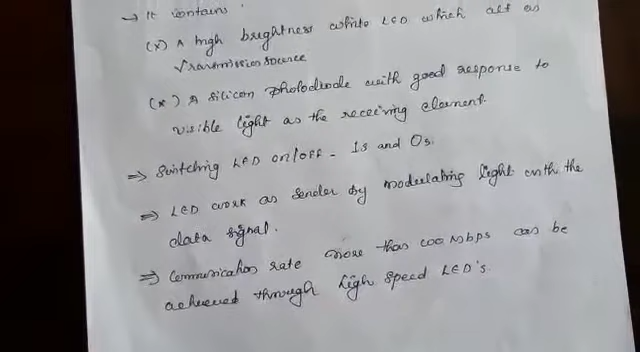 → It contains:
(x) A high brightness white LED which act as
transmission source
(x) A silicon photodiode with good response to
visible light as the receiving element.
⇒ Switching LED on/off - 1s and 0s.
⇒ LED work as sender by modulating light with the
data signal.
⇒ Communication rate more than 100 Mbps can be
achieved through high speed LED's.